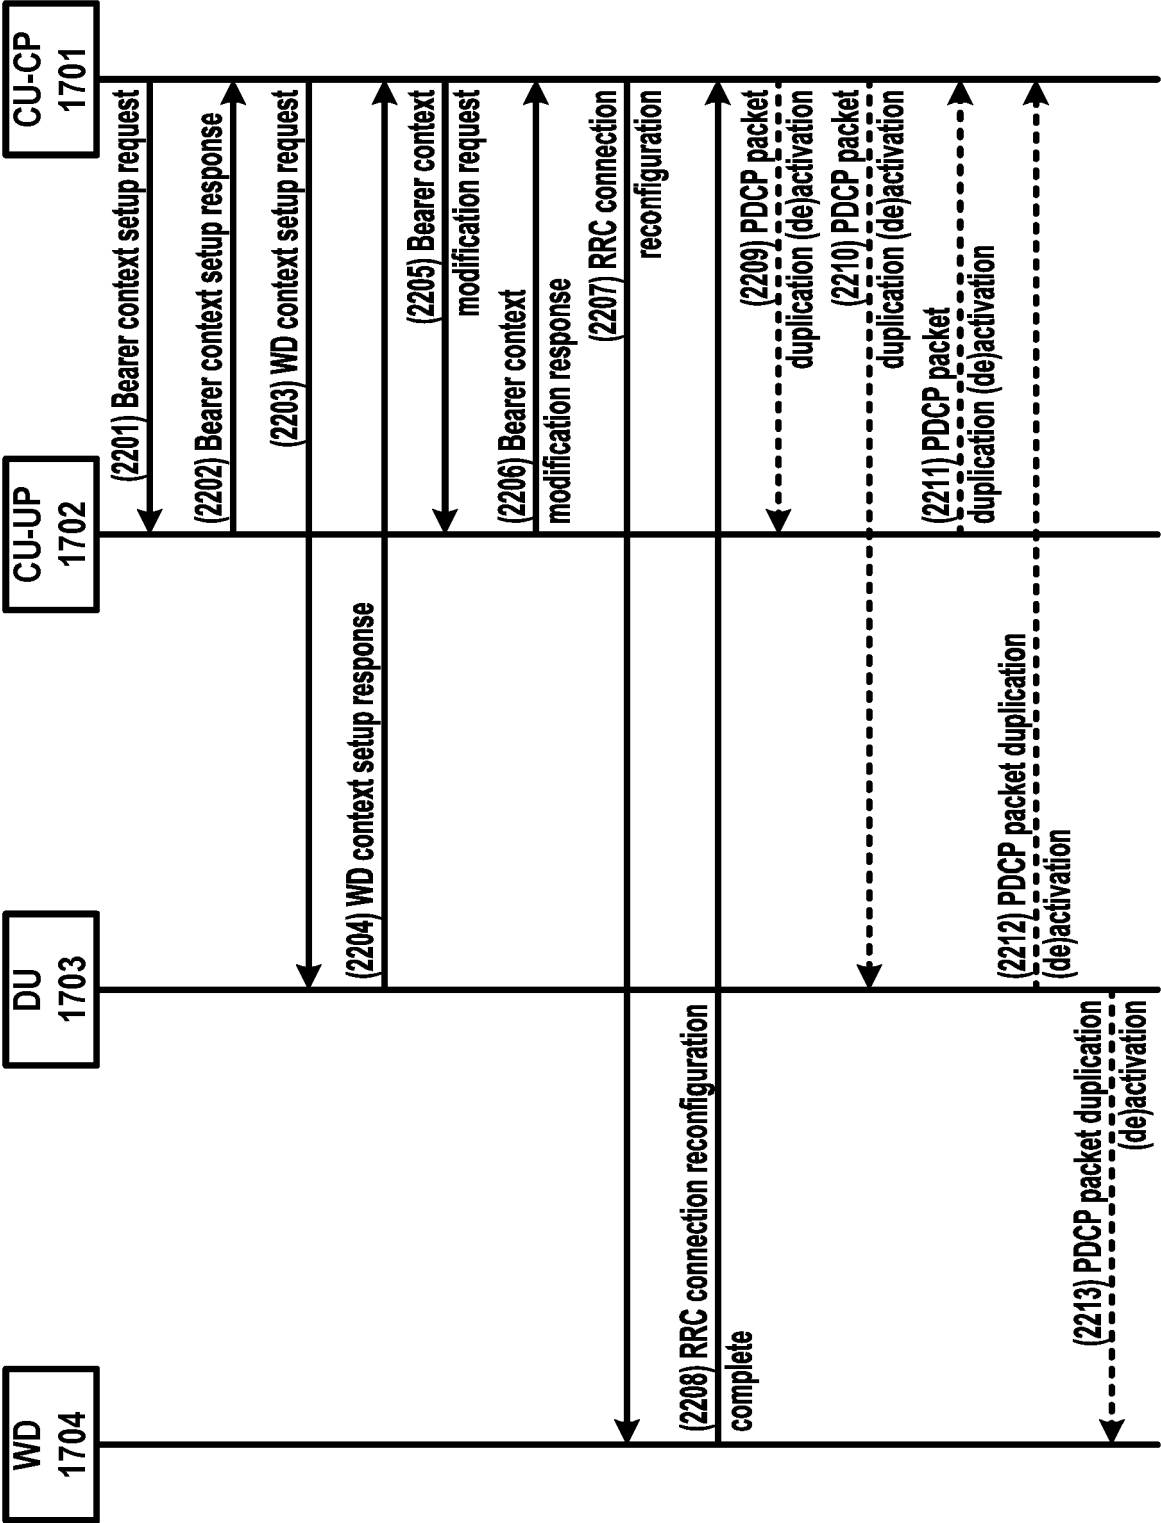 WD
1704
DU
1703
CU-UP
1702
CU-CP
1701
(2201) Bearer context setup request
(2202) Bearer context setup response
(2203) WD context setup request
(2204) WD context setup response
(2205) Bearer context
modification request
(2206) Bearer context
modification response
(2207) RRC connection
reconfiguration
(2208) RRC connection reconfiguration
complete
(2209) PDCP packet
duplication (de)activation
(2210) PDCP packet
duplication (de)activation
(2211) PDCP packet
duplication (de)activation
(2212) PDCP packet duplication
(de)activation
(2213) PDCP packet duplication
(de)activation